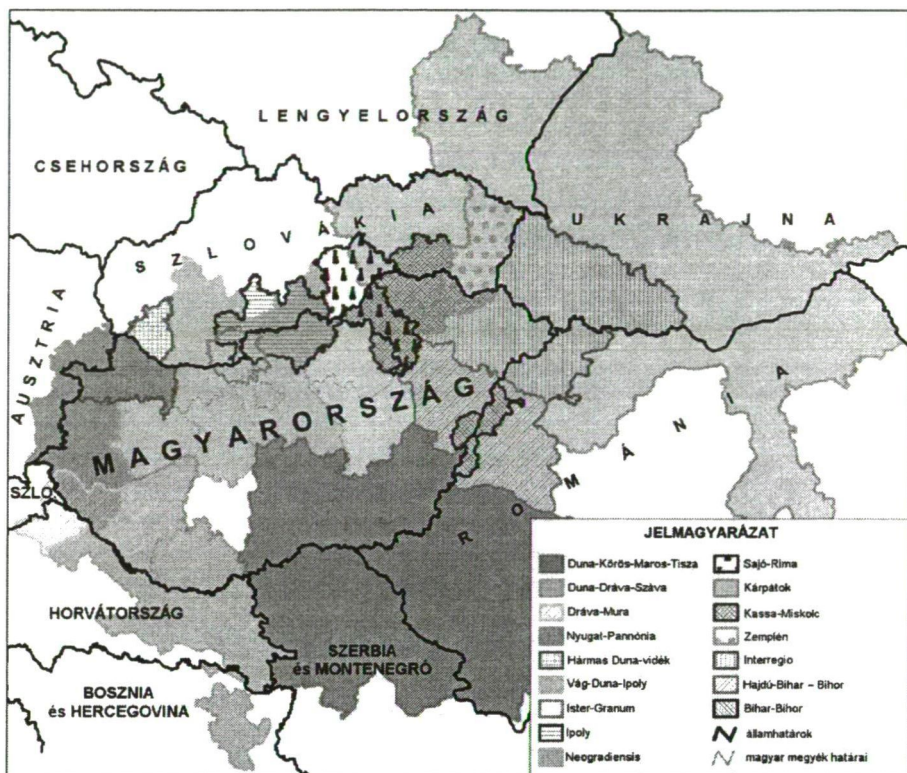 LENGYELORSZÁG
CSEHORSZÁG
SZLOVÁKIA
UKRAJNA
AUSZTRIA
MAGYARORSZÁG
SZLO
ROMÁNIA
HORVÁTORSZÁG
SZERBIA
és MONTENEGRÓ
BOSZNIA
és HERCEGOVINA
JELMAGYARÁZAT
Duna-Körös-Maros-Tisza
Duna-Dráva-Száva
Dráva-Mura
Nyugat-Pannónia
Hármas Duna-vidék
Vág-Duna-Ipoly
Ister-Granum
Ipoly
Neogradiensis
Sajó-Rima
Kárpátok
Kassa-Miskolc
Zemplén
Interregio
Hajdú-Bihar – Bihor
Bihar-Bihor
államhatárok
magyar megyék határai